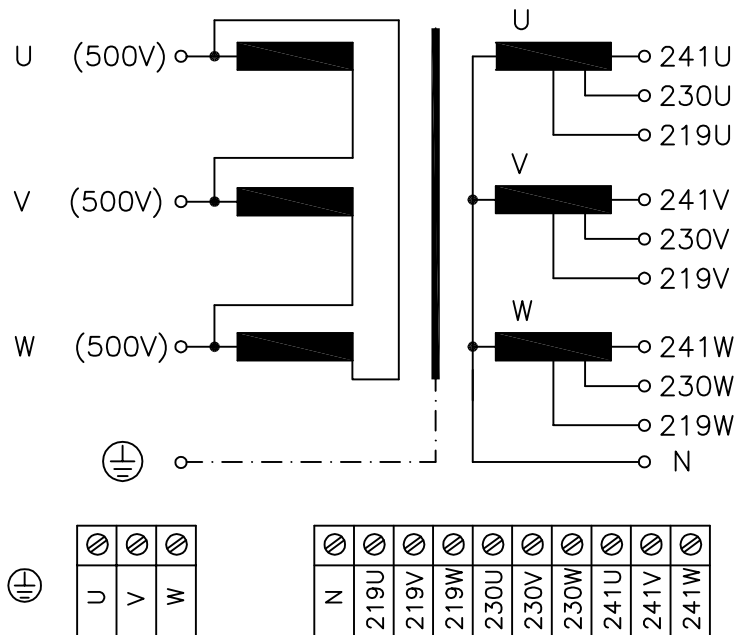 U
U (500V) 241U
230U
219U
V
V (500V) 241V
230V
219V
W
W (500V) 241W
230W
219W
N
U V W N 219U 219V 219W 230U 230V 230W 241U 241V 241W